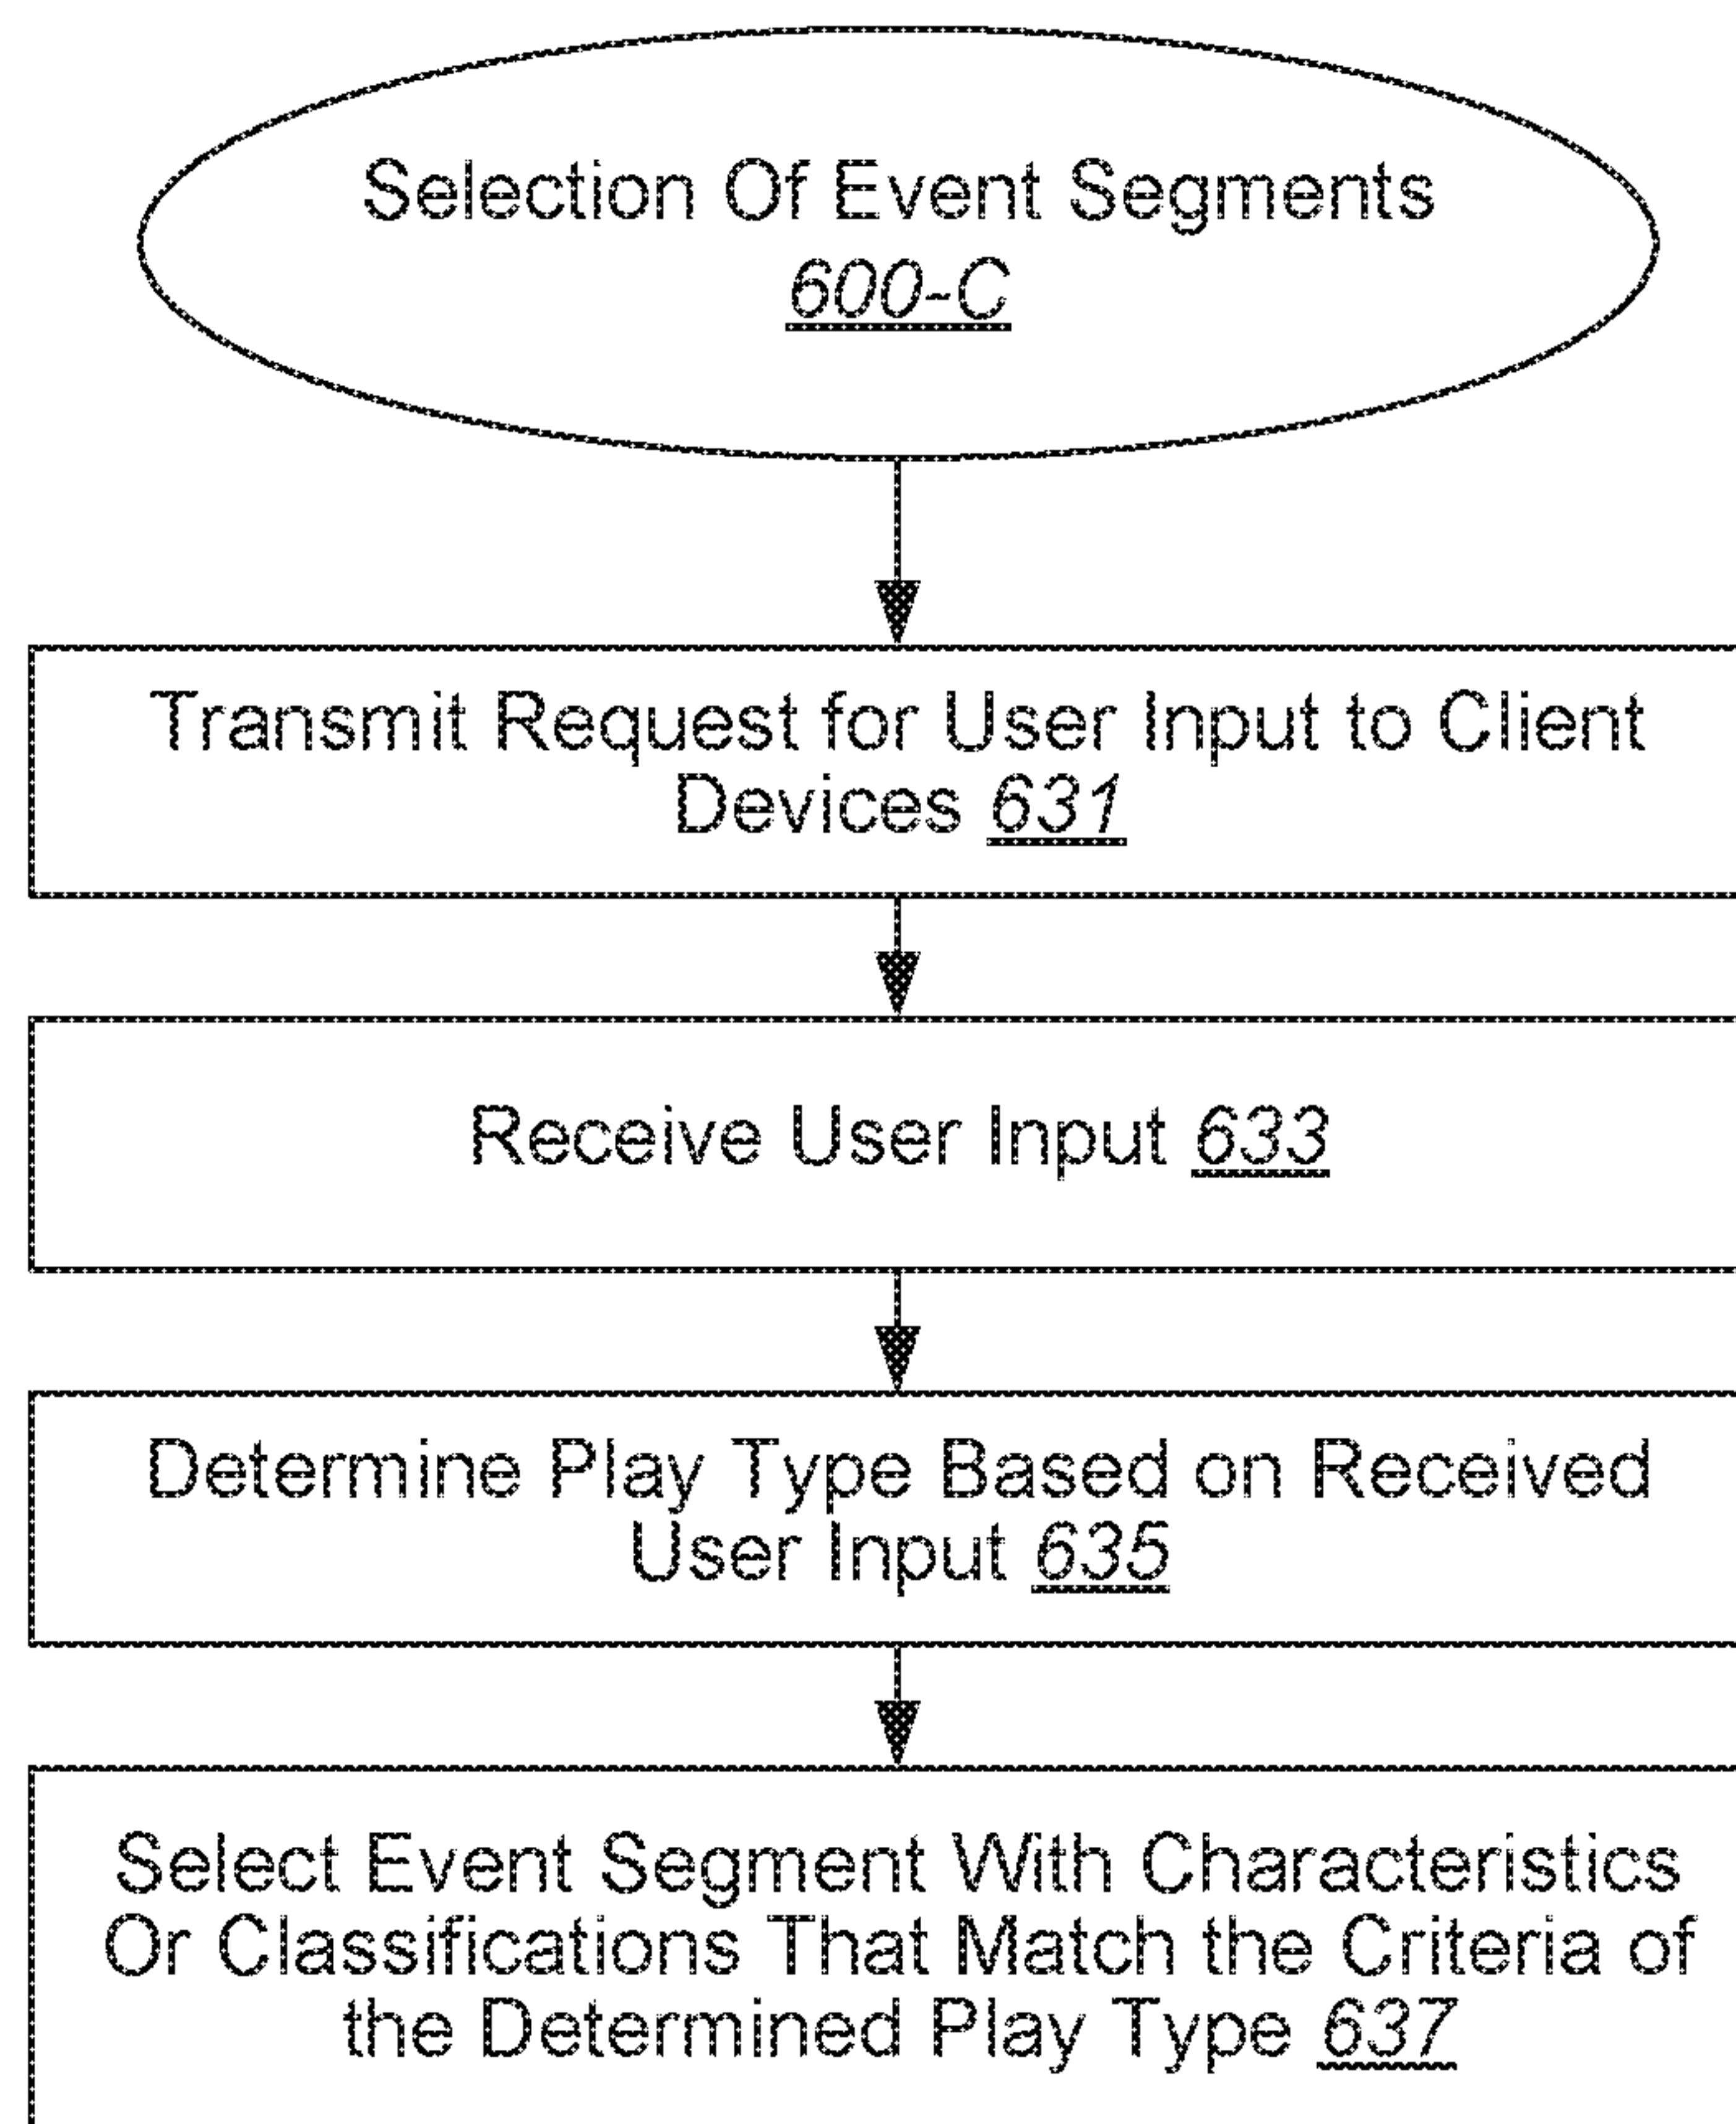 Selection Of Event Segments
600-C
Transmit Request for User Input to Client
Devices 631
Receive User Input 633
Determine Play Type Based on Received
User Input 635
Select Event Segment With Characteristics
Or Classifications That Match the Criteria of
the Determined Play Type 637